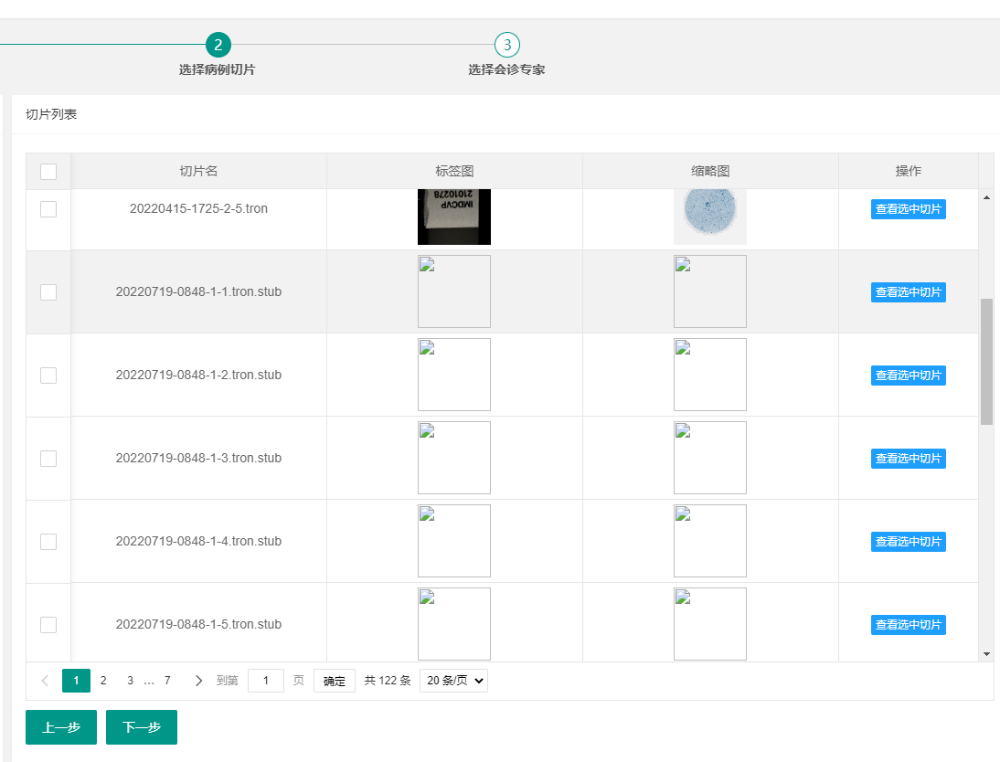 2
3
选择病例切片
选择会诊专家
切片列表
切片名 标签图 缩略图 操作
20220415-1725-2-5.tron
2101278
IMDCVP
查看选中切片
20220719-0848-1-1.tron.stub 查看选中切片
20220719-0848-1-2.tron.stub 查看选中切片
20220719-0848-1-3.tron.stub 查看选中切片
20220719-0848-1-4.tron.stub 查看选中切片
20220719-0848-1-5.tron.stub 查看选中切片
1 2 3 … 7 到第 1 页 确定 共 122 条 20 条/页
上一步 下一步